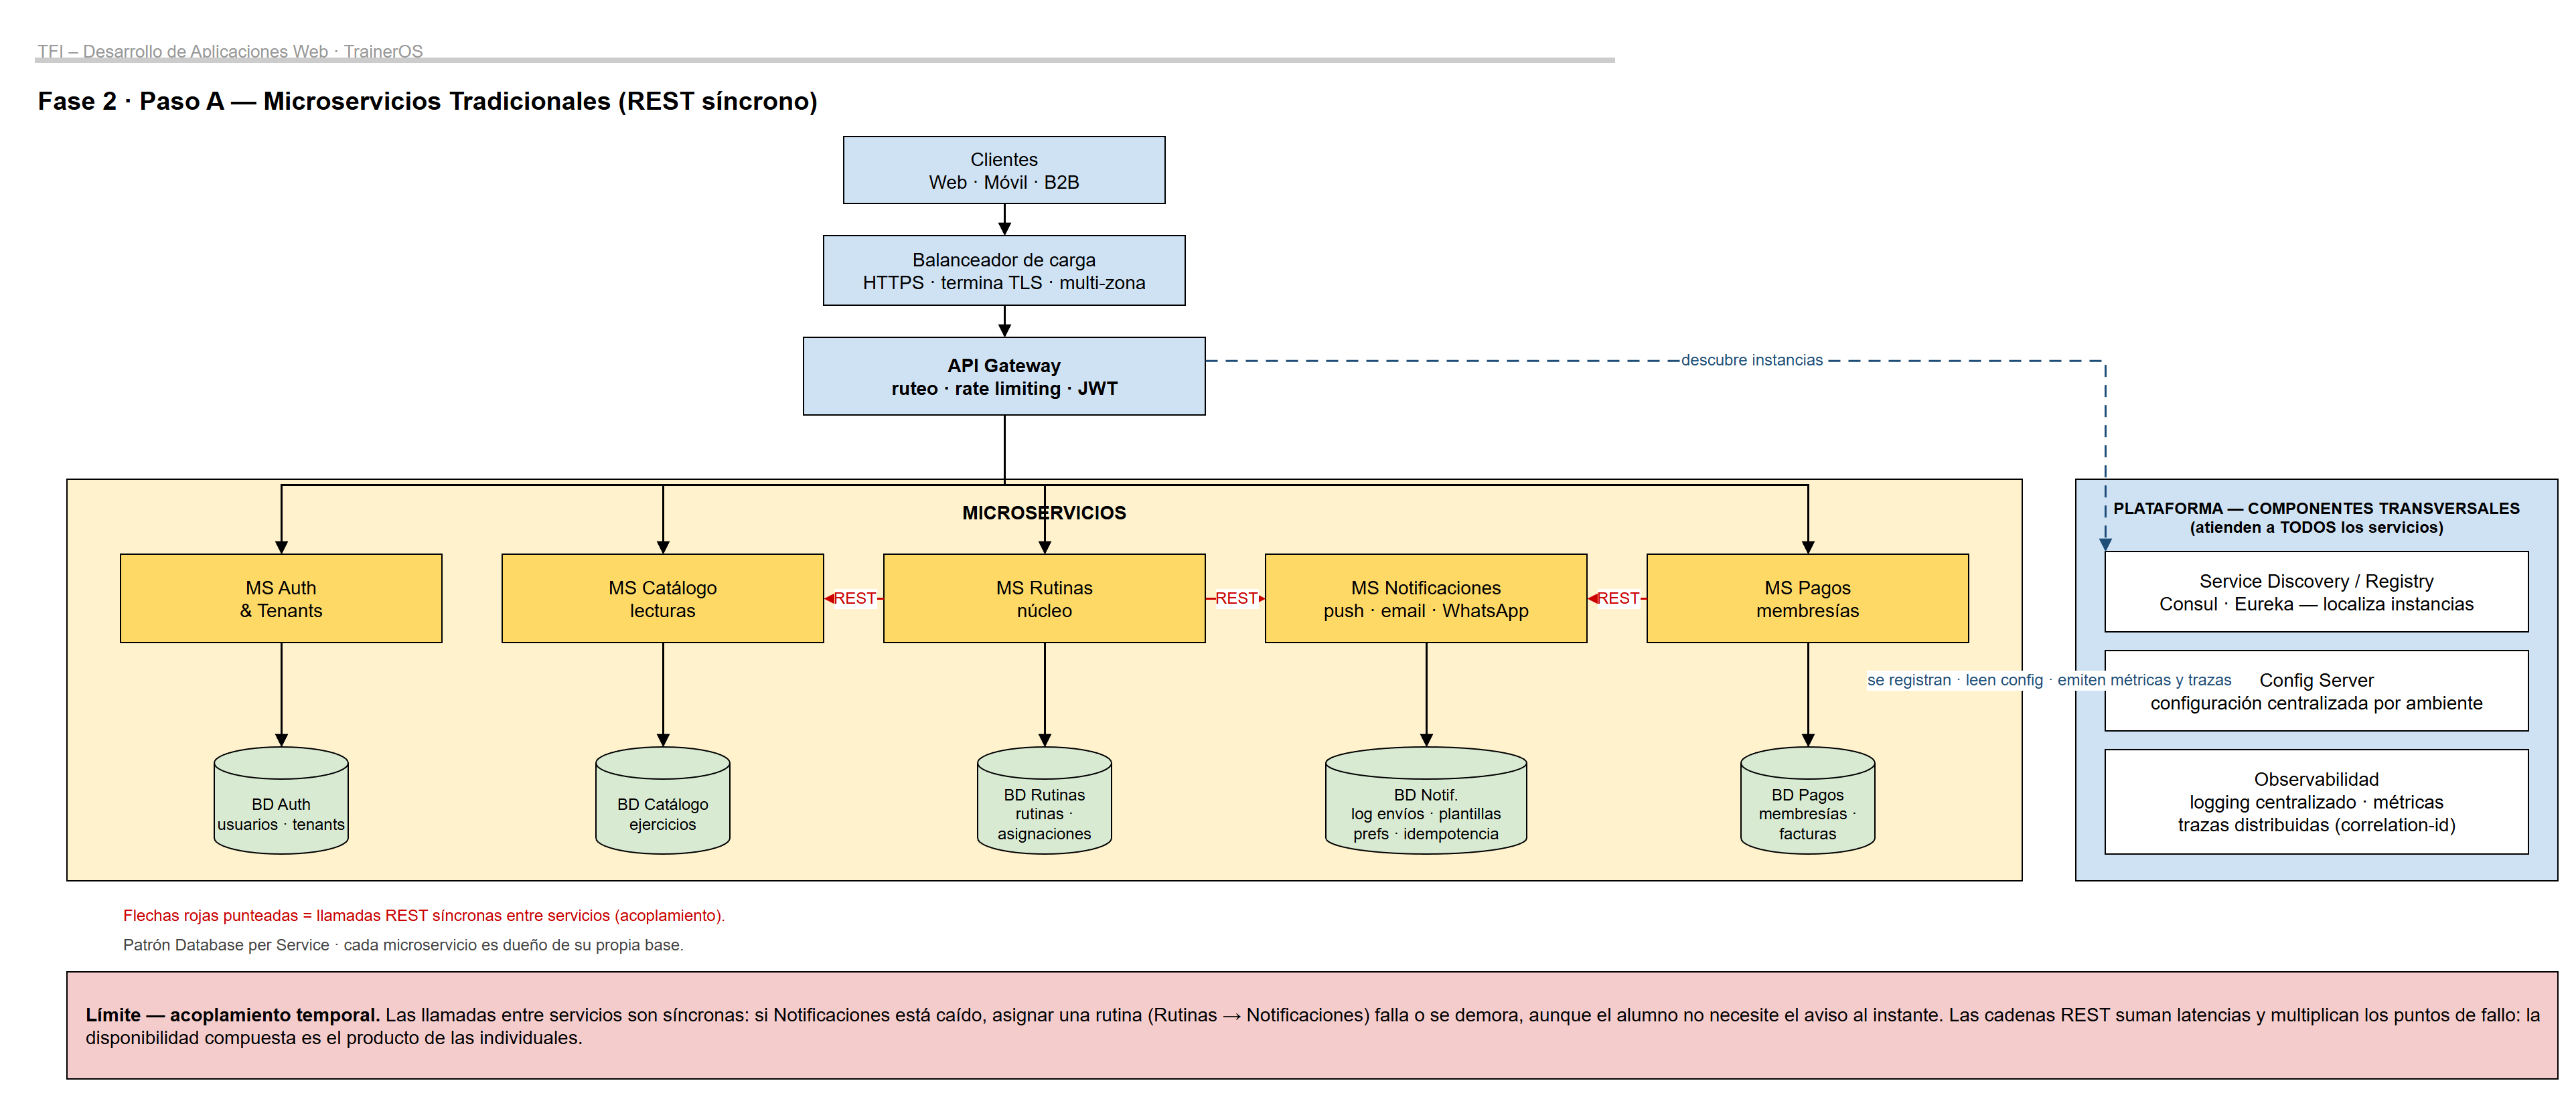 TFI – Desarrollo de Aplicaciones Web · TrainerOS
Fase 2 · Paso A — Microservicios Tradicionales (REST síncrono)
Clientes
Web · Móvil · B2B
Balanceador de carga
HTTPS · termina TLS · multi-zona
API Gateway
ruteo · rate limiting · JWT
descubre instancias
MICROSERVICIOS
PLATAFORMA — COMPONENTES TRANSVERSALES
(atienden a TODOS los servicios)
MS Auth
& Tenants
MS Catálogo
lecturas
REST
MS Rutinas
núcleo
REST
MS Notificaciones
push · email · WhatsApp
REST
MS Pagos
membresías
Service Discovery / Registry
Consul · Eureka — localiza instancias
se registran · leen config · emiten métricas y trazas
Config Server
configuración centralizada por ambiente
BD Auth
usuarios · tenants
BD Catálogo
ejercicios
BD Rutinas
rutinas ·
asignaciones
BD Notif.
log envíos · plantillas
prefs · idempotencia
BD Pagos
membresías ·
facturas
Observabilidad
logging centralizado · métricas
trazas distribuidas (correlation-id)
Flechas rojas punteadas = llamadas REST síncronas entre servicios (acoplamiento).
Patrón Database per Service · cada microservicio es dueño de su propia base.
Límite — acoplamiento temporal. Las llamadas entre servicios son síncronas: si Notificaciones está caído, asignar una rutina (Rutinas → Notificaciones) falla o se demora, aunque el alumno no necesite el aviso al instante. Las cadenas REST suman latencias y multiplican los puntos de fallo: la
disponibilidad compuesta es el producto de las individuales.